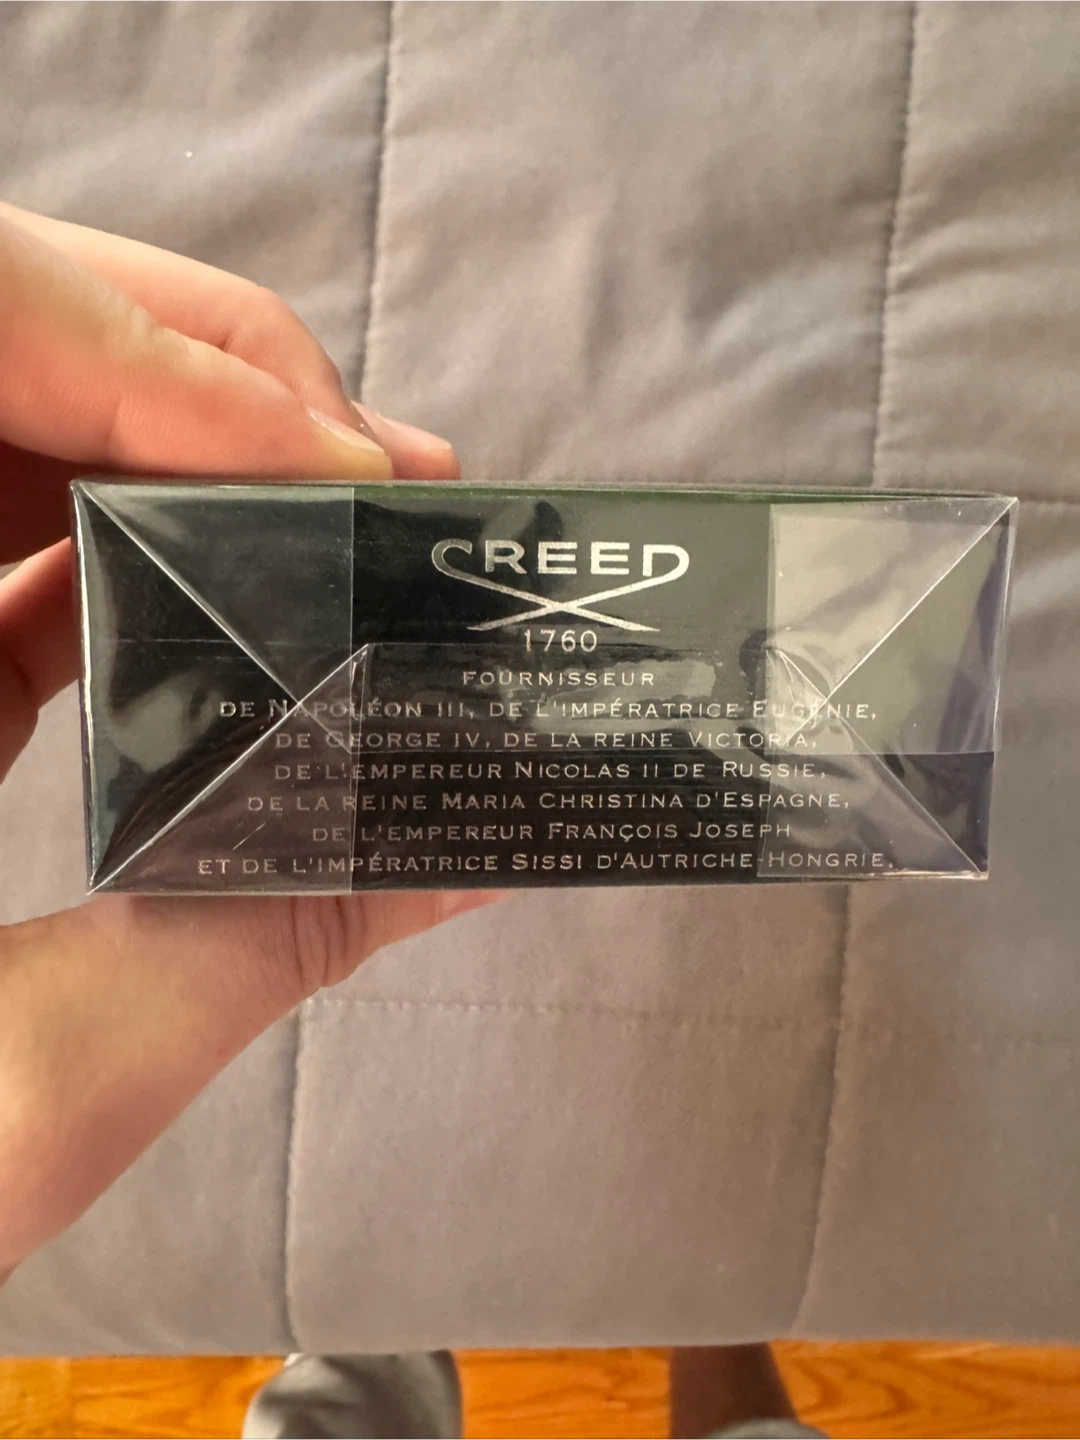 CREED
1760
FOURNISSEUR
DE NAPOLÉON III, DE L'IMPÉRATRICE EUGÉNIE,
DE GEORGE IV, DE LA REINE VICTORIA,
DE L'EMPEREUR NICOLAS II DE RUSSIE,
DE LA REINE MARIA CHRISTINA D'ESPAGNE,
DE L'EMPEREUR FRANÇOIS JOSEPH
ET DE L'IMPÉRATRICE SISSI D'AUTRICHE-HONGRIE.